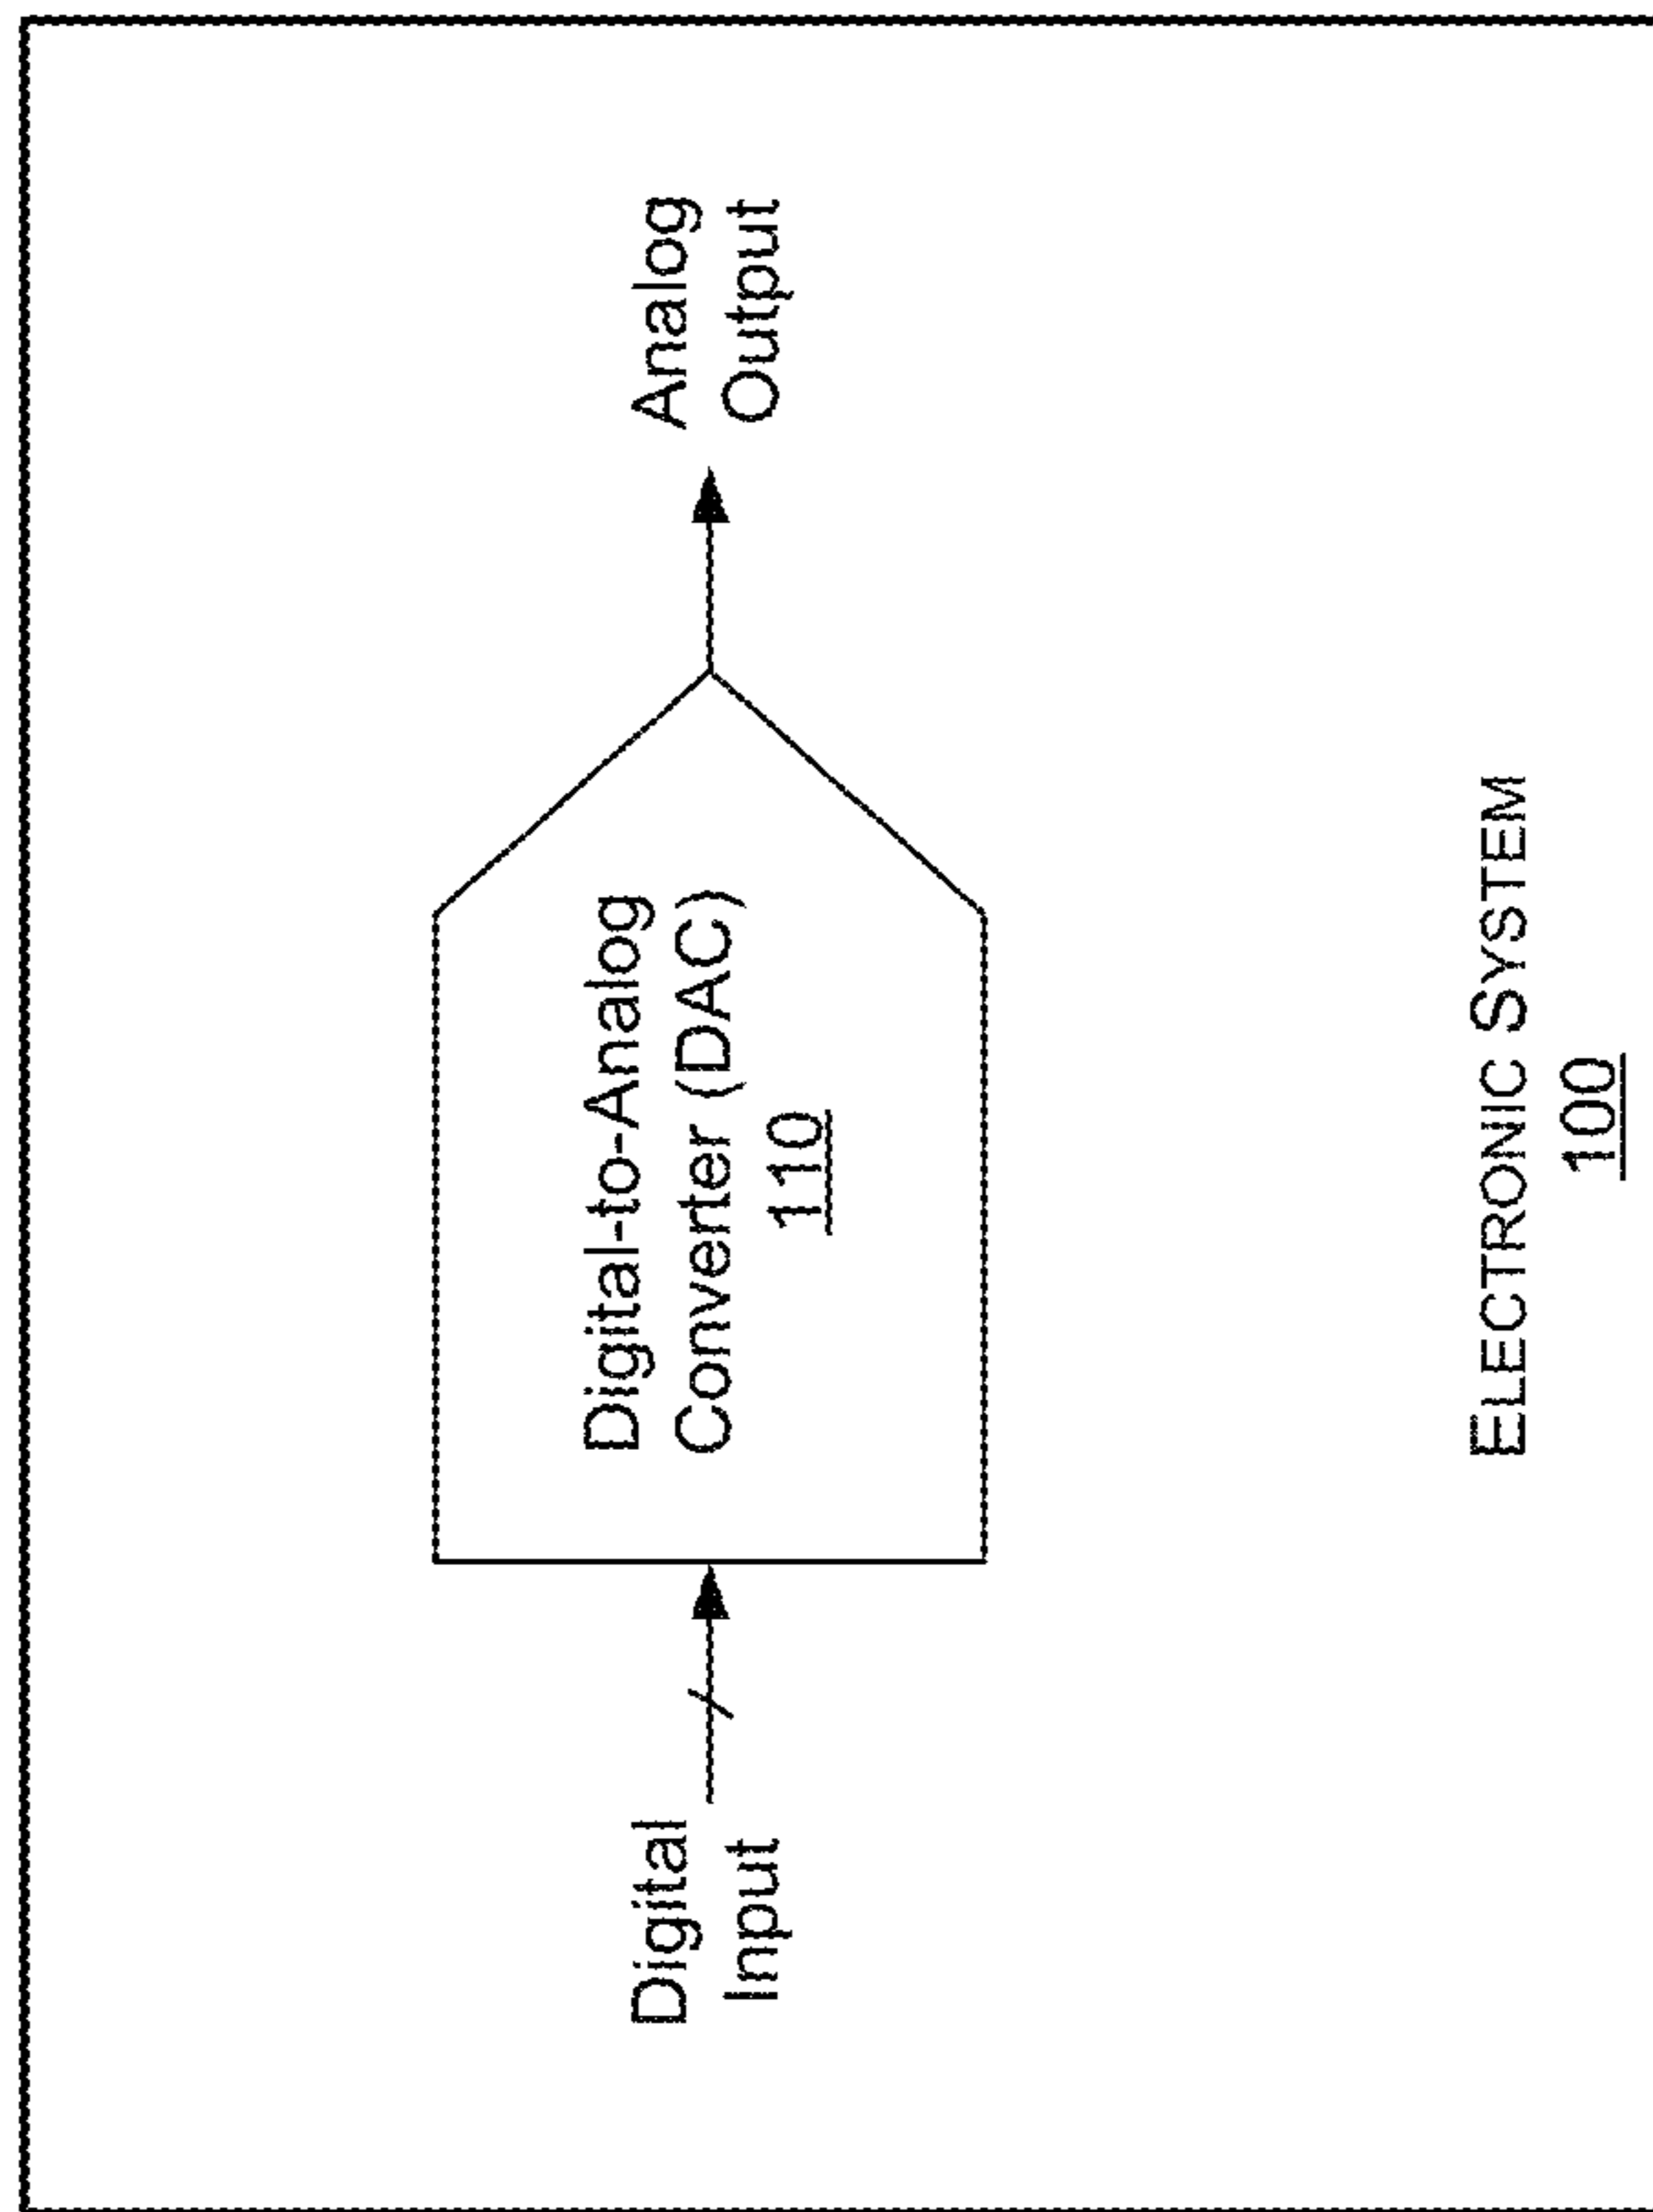 Digital
Input
Digital-to-Analog
Converter (DAC)
110
Analog
Output
ELECTRONIC SYSTEM
100